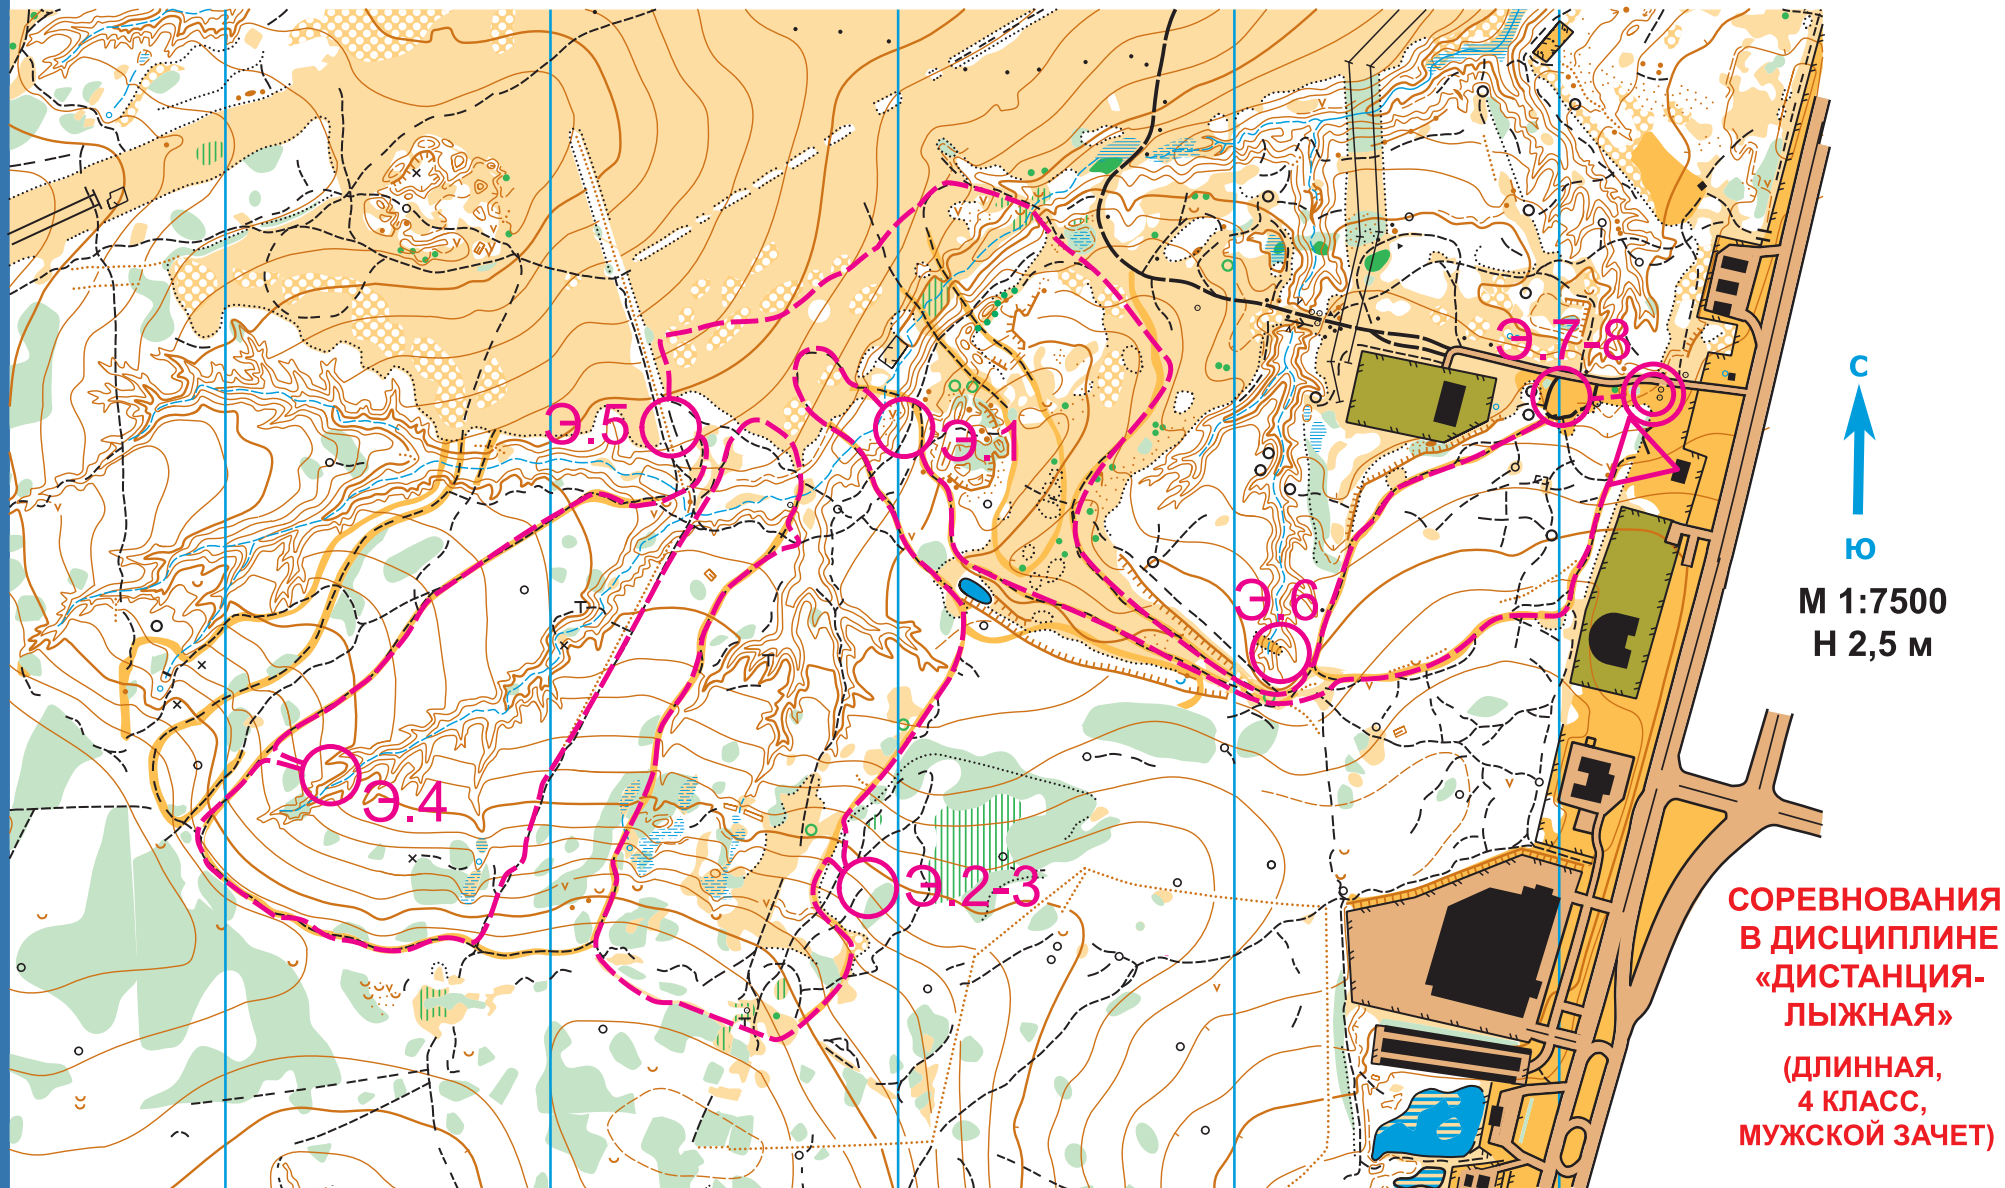 Э.7-8
Э.5
Э.1
Э.6
Э.4
Э.2-3
С
Ю
М 1:7500
Н 2,5 м
СОРЕВНОВАНИЯ
В ДИСЦИПЛИНЕ
«ДИСТАНЦИЯ-
ЛЫЖНАЯ»
(ДЛИННАЯ,
4 КЛАСС,
МУЖСКОЙ ЗАЧЕТ)